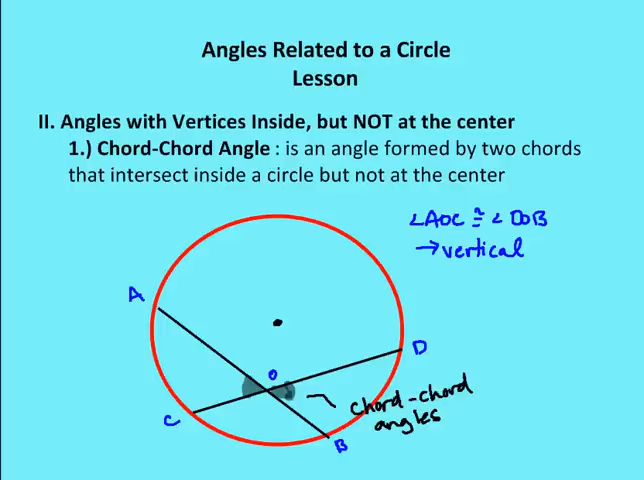 Angles Related to a Circle
Lesson
II. Angles with Vertices Inside, but NOT at the center
1.) Chord-Chord Angle : is an angle formed by two chords
that intersect inside a circle but not at the center
∠AOC ≅ ∠DOB
→ vertical
A
D
O
C
B
chord-chord
angles